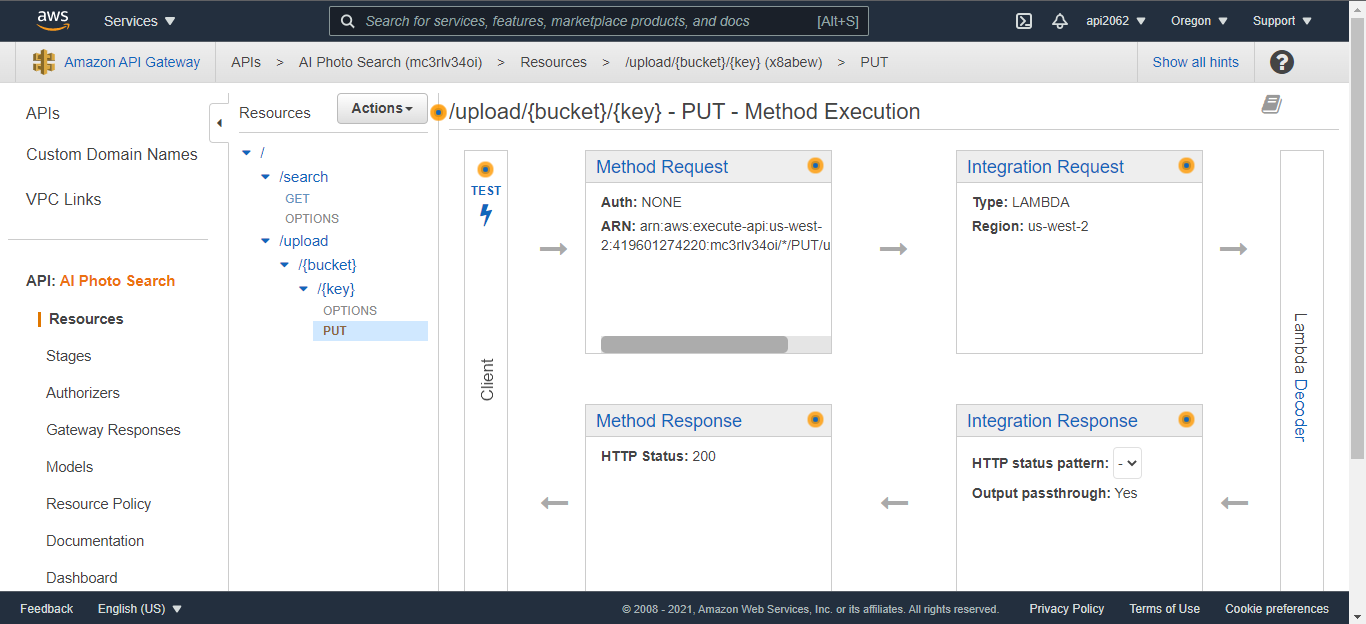 aws
Services
Search for services, features, marketplace products, and docs [Alt+S]
api2062
Oregon
Support
Amazon API Gateway
APIs > AI Photo Search (mc3rlv34oi) > Resources > /upload/{bucket}/{key} (x8abew) > PUT
Show all hints
?
APIs
Custom Domain Names
VPC Links
API: AI Photo Search
Resources
Stages
Authorizers
Gateway Responses
Models
Resource Policy
Documentation
Dashboard
Resources
Actions
/
/search
GET
OPTIONS
/upload
/{bucket}
/{key}
OPTIONS
PUT
/upload/{bucket}/{key} - PUT - Method Execution
TEST
Client
Method Request
Auth: NONE
ARN: arn:aws:execute-api:us-west-
2:419601274220:mc3rlv34oi/*/PUT/u
Integration Request
Type: LAMBDA
Region: us-west-2
Lambda Decoder
Method Response
HTTP Status: 200
Integration Response
HTTP status pattern: -
Output passthrough: Yes
Feedback
English (US)
© 2008 - 2021, Amazon Web Services, Inc. or its affiliates. All rights reserved.
Privacy Policy
Terms of Use
Cookie preferences